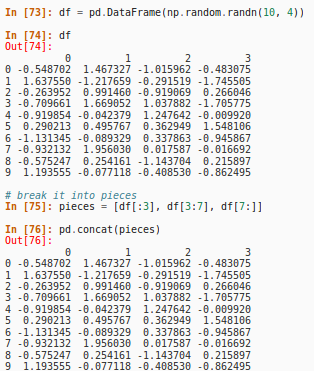 In [73]: df = pd.DataFrame(np.random.randn(10, 4))
In [74]: df
Out[74]:
0 1 2 3
0 -0.548702 1.467327 -1.015962 -0.483075
1 1.637550 -1.217659 -0.291519 -1.745505
2 -0.263952 0.991460 -0.919069 0.266046
3 -0.709661 1.669052 1.037882 -1.705775
4 -0.919854 -0.042379 1.247642 -0.009920
5 0.290213 0.495767 0.362949 1.548106
6 -1.131345 -0.089329 0.337863 -0.945867
7 -0.932132 1.956030 0.017587 -0.016692
8 -0.575247 0.254161 -1.143704 0.215897
9 1.193555 -0.077118 -0.408530 -0.862495
# break it into pieces
In [75]: pieces = [df[:3], df[3:7], df[7:]]
In [76]: pd.concat(pieces)
Out[76]:
0 1 2 3
0 -0.548702 1.467327 -1.015962 -0.483075
1 1.637550 -1.217659 -0.291519 -1.745505
2 -0.263952 0.991460 -0.919069 0.266046
3 -0.709661 1.669052 1.037882 -1.705775
4 -0.919854 -0.042379 1.247642 -0.009920
5 0.290213 0.495767 0.362949 1.548106
6 -1.131345 -0.089329 0.337863 -0.945867
7 -0.932132 1.956030 0.017587 -0.016692
8 -0.575247 0.254161 -1.143704 0.215897
9 1.193555 -0.077118 -0.408530 -0.862495